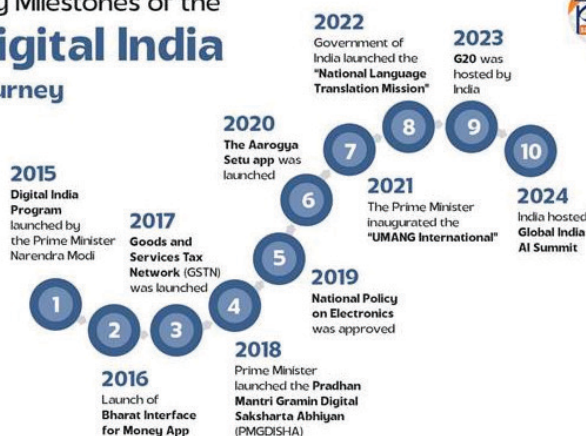 y Milestones of the
igital India
urney
1
2015
Digital India
Program
launched by
the Prime Minister
Narendra Modi
2
2016
Launch of
Bharat Interface
for Money App
3
2017
Goods and
Services Tax
Network (GSTN)
was launched
4
2018
Prime Minister
launched the Pradhan
Mantri Gramin Digital
Saksharta Abhiyan
(PMGDISHA)
5
2019
National Policy
on Electronics
was approved
6
2020
The Aarogya
Setu app was
launched
7
2021
The Prime Minister
inaugurated the
"UMANG International"
8
2022
Government of
India launched the
"National Language
Translation Mission"
9
2023
G20 was
hosted by
India
10
2024
India hosted
Global India
AI Summit